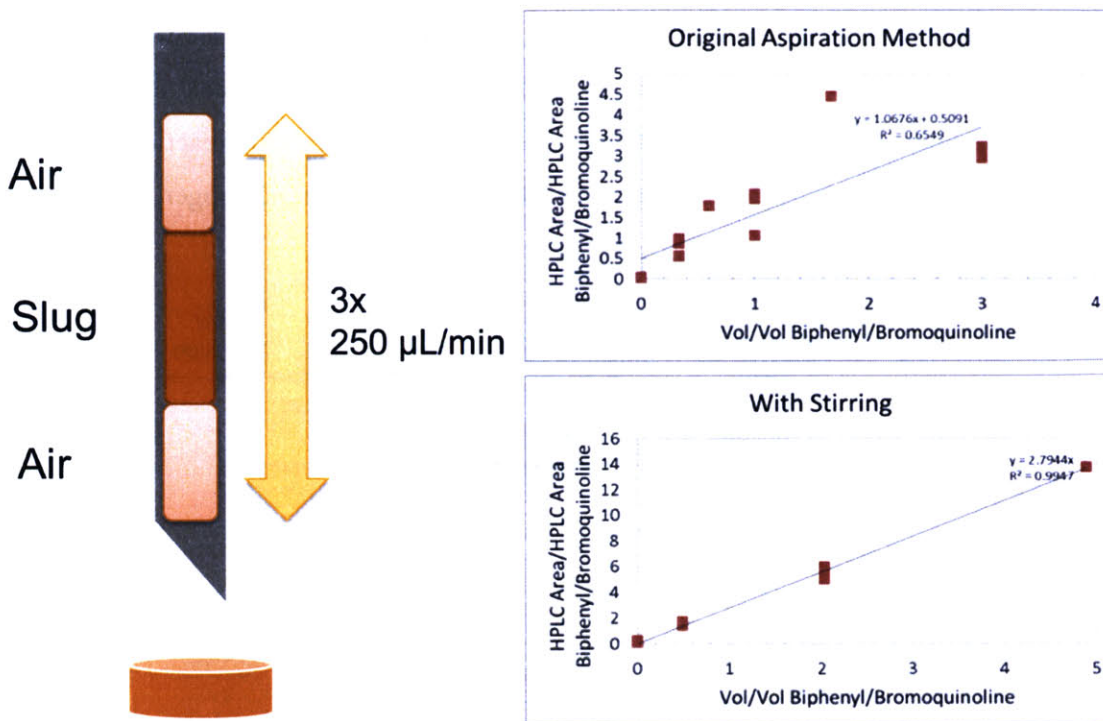 Air
Slug
Air
3x
250 µL/min
Original Aspiration Method
HPLC Area/HPLC Area
Biphenyl/Bromoquinoline
5
4.5
4
3.5
3
2.5
2
1.5
1
0.5
0
y = 1.0676x + 0.5091
R² = 0.6549
0 1 2 3 4
Vol/Vol Biphenyl/Bromoquinoline
With Stirring
HPLC Area/HPLC Area
Biphenyl/Bromoquinoline
16
14
12
10
8
6
4
2
0
y = 2.7944x
R² = 0.9947
0 1 2 3 4 5
Vol/Vol Biphenyl/Bromoquinoline